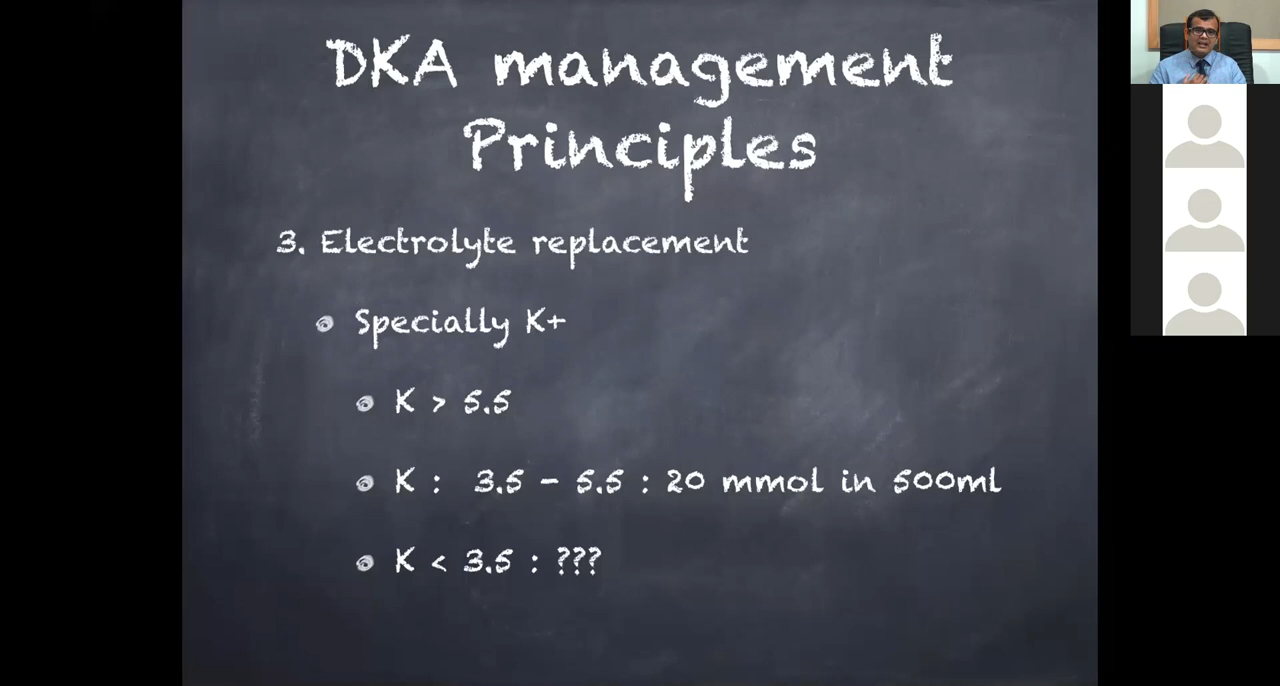 DKA management
Principles
3. Electrolyte replacement
Specially K+
K > 5.5
K : 3.5 - 5.5 : 20 mmol in 500ml
K < 3.5 : ???